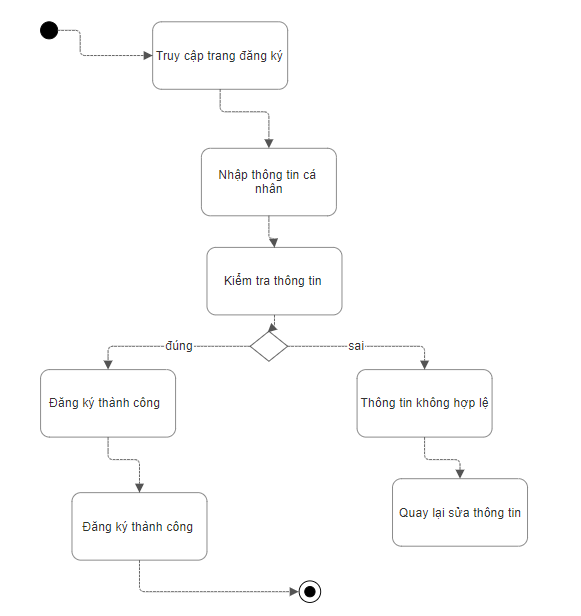 Truy cập trang đăng ký
Nhập thông tin cá
nhân
Kiểm tra thông tin
đúng
sai
Đăng ký thành công
Thông tin không hợp lệ
Đăng ký thành công
Quay lại sửa thông tin